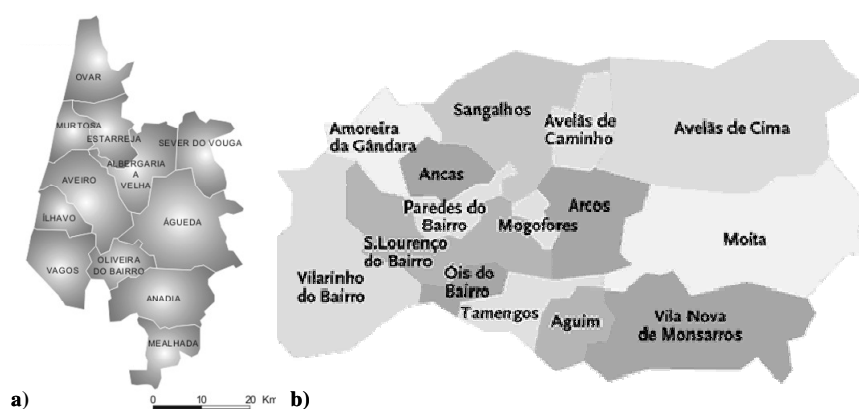 OVAR
MURTOSA
ESTARREJA
SEVER DO VOUGA
ALBERGARIA
A
VELHA
AVEIRO
ÍLHAVO
ÁGUEDA
VAGOS
OLIVEIRA
DO BAIRRO
ANADIA
MEALHADA
a)
0 10 20 Km
Sangalhos
Amoreira
da Gândara
Avelãs de
Caminho
Avelãs de Cima
Ancas
Paredes do
Bairro
Mogofores
Arcos
Moita
S.Lourenço
do Bairro
Vilarinho
do Bairro
Óis do
Bairro
Tamengos
Aguim
Vila Nova
de Monsarros
b)